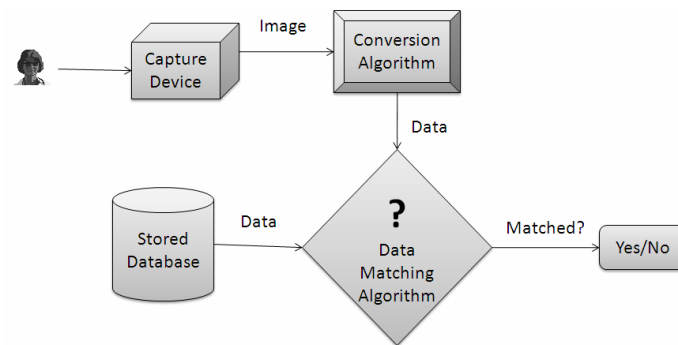 Image
Capture
Device
Conversion
Algorithm
Data
Stored
Database
Data
?
Data
Matching
Algorithm
Matched?
Yes/No